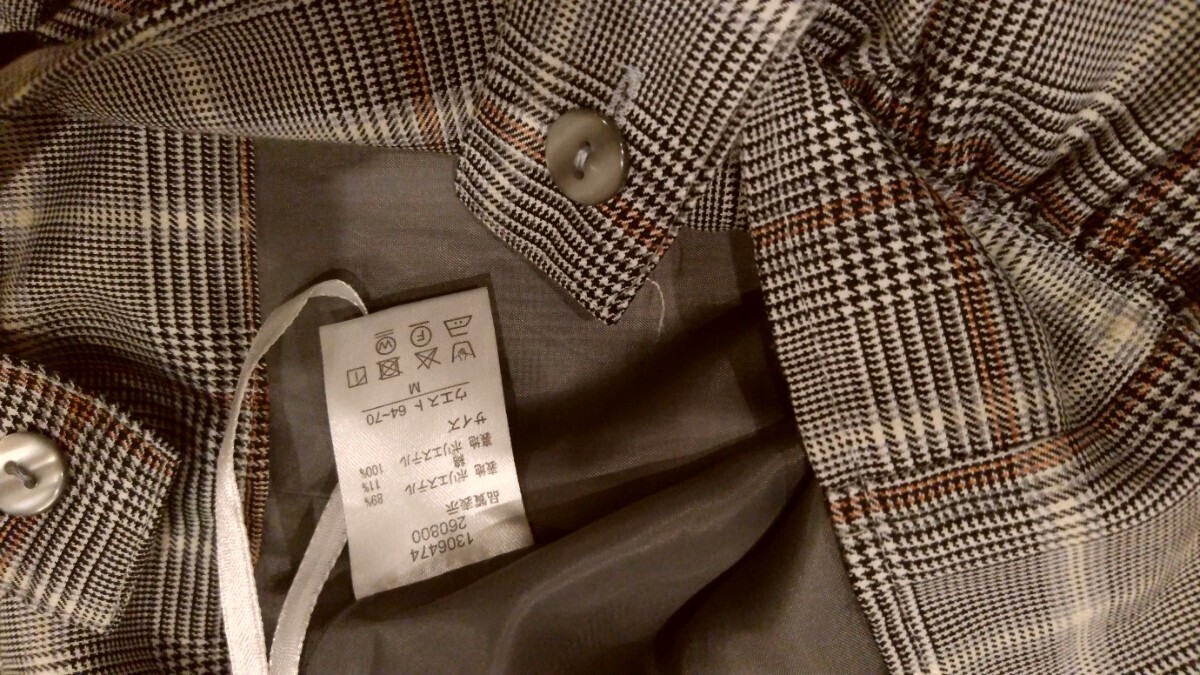 1306474
260800
品質表示
表地 ポリエステル 89%
綿 11%
裏地 ポリエステル 100%
サイズ
ウエスト 64~70
M
F
W